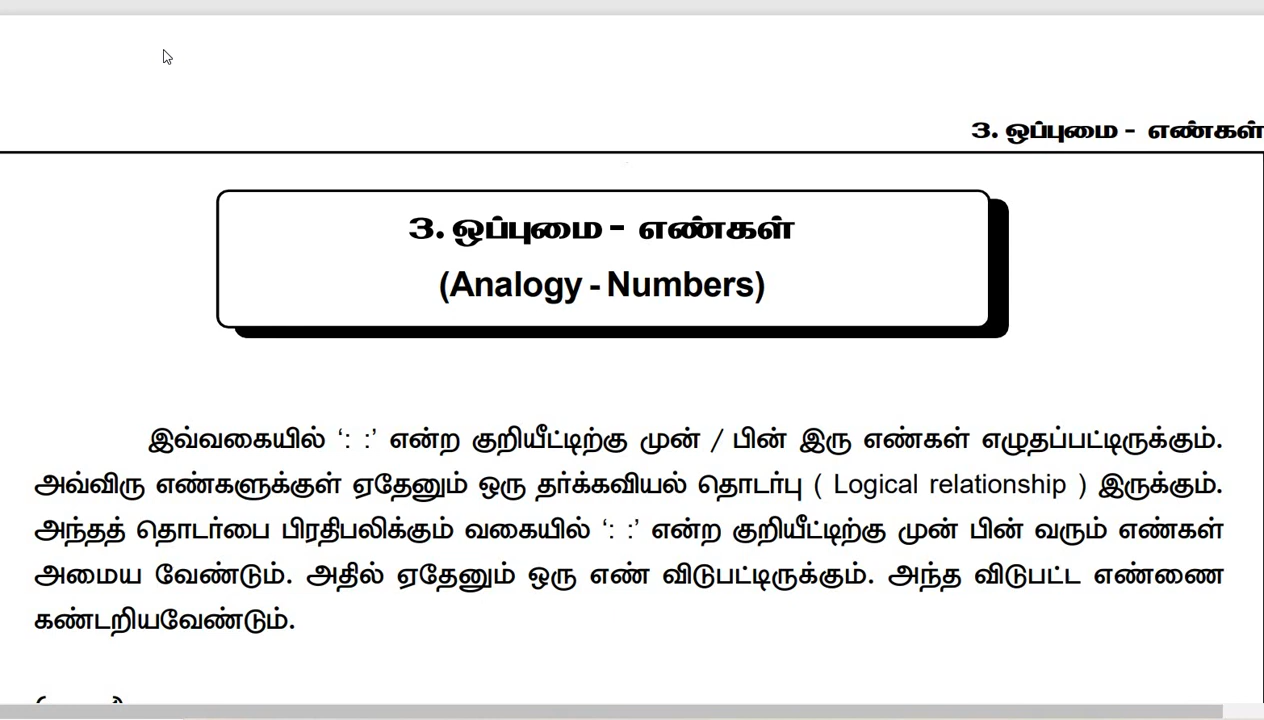 3. ஒப்புமை - எண்கள்
3. ஒப்புமை - எண்கள்
(Analogy - Numbers)
இவ்வகையில் ‘: :’ என்ற குறியீட்டிற்கு முன் / பின் இரு எண்கள் எழுதப்பட்டிருக்கும்.
அவ்விரு எண்களுக்குள் ஏதேனும் ஒரு தர்க்கவியல் தொடர்பு ( Logical relationship ) இருக்கும்.
அந்தத் தொடர்பை பிரதிபலிக்கும் வகையில் ‘: :’ என்ற குறியீட்டிற்கு முன் பின் வரும் எண்கள்
அமைய வேண்டும். அதில் ஏதேனும் ஒரு எண் விடுபட்டிருக்கும். அந்த விடுபட்ட எண்ணை
கண்டறியவேண்டும்.